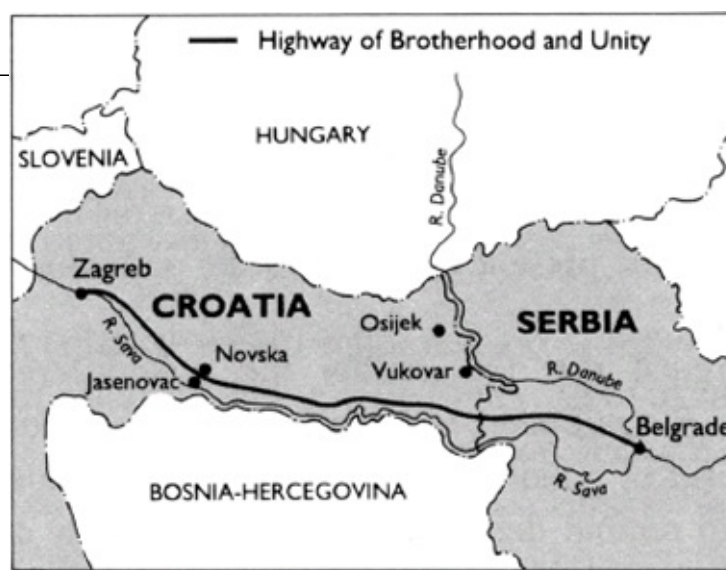 Highway of Brotherhood and Unity
HUNGARY
SLOVENIA
R. Danube
Zagreb
CROATIA
Osijek
SERBIA
R. Sava
Novska
Vukovar
R. Danube
Jasenovac
Belgrade
R. Sava
BOSNIA-HERCEGOVINA